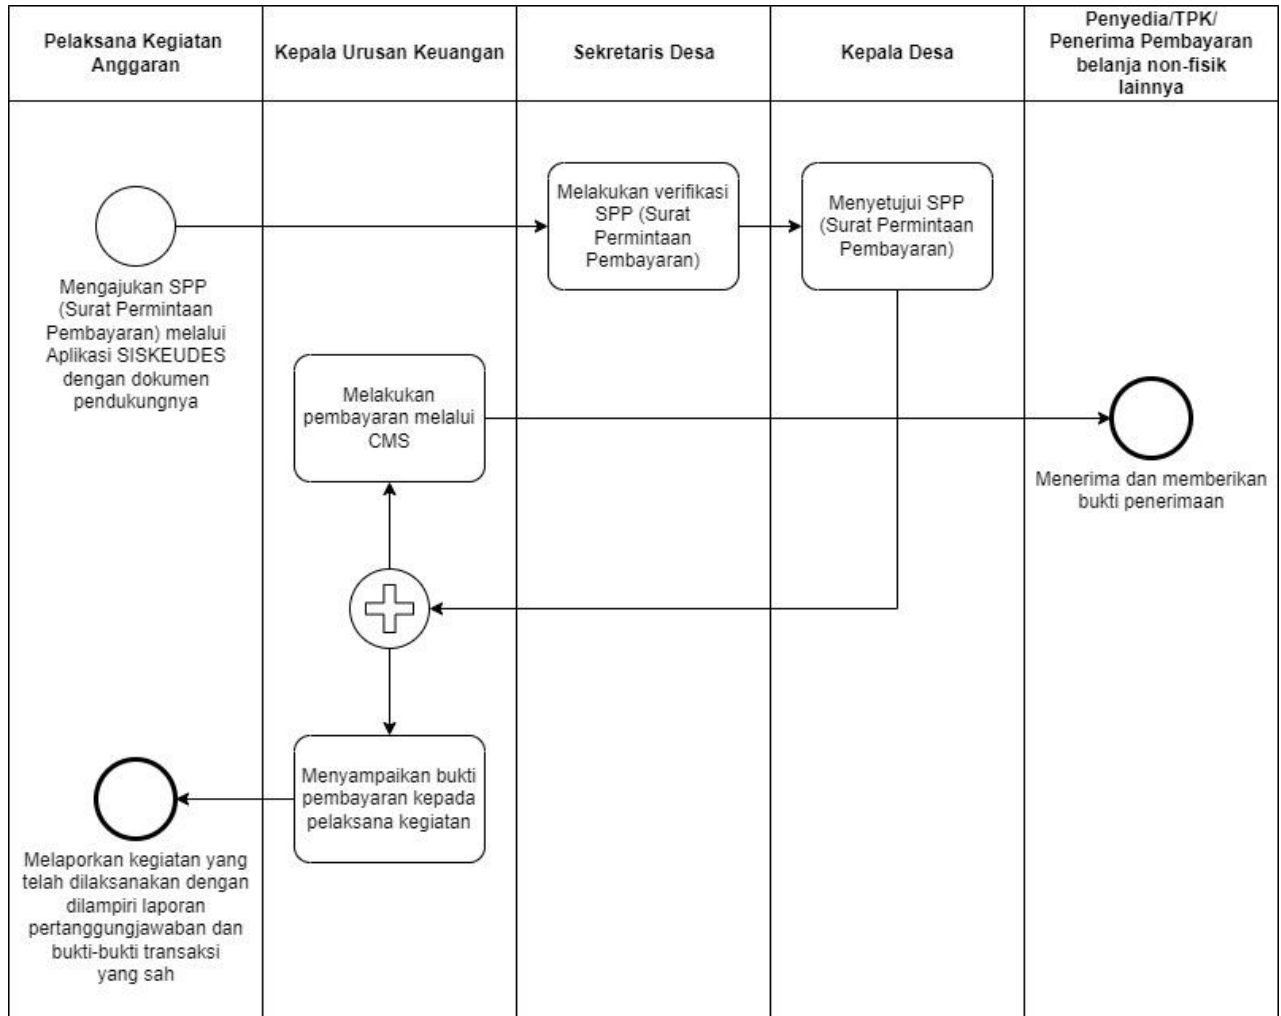 Pelaksana Kegiatan
Anggaran
Kepala Urusan Keuangan
Sekretaris Desa
Kepala Desa
Penyedia/TPK/
Penerima Pembayaran
belanja non-fisik
lainnya
Mengajukan SPP
(Surat Permintaan
Pembayaran) melalui
Aplikasi SISKEUDES
dengan dokumen
pendukungnya
Melakukan verifikasi
SPP (Surat
Permintaan
Pembayaran)
Menyetujui SPP
(Surat Permintaan
Pembayaran)
Melakukan
pembayaran melalui
CMS
Menerima dan memberikan
bukti penerimaan
Menyampaikan bukti
pembayaran kepada
pelaksana kegiatan
Melaporkan kegiatan yang
telah dilaksanakan dengan
dilampiri laporan
pertanggungjawaban dan
bukti-bukti transaksi
yang sah